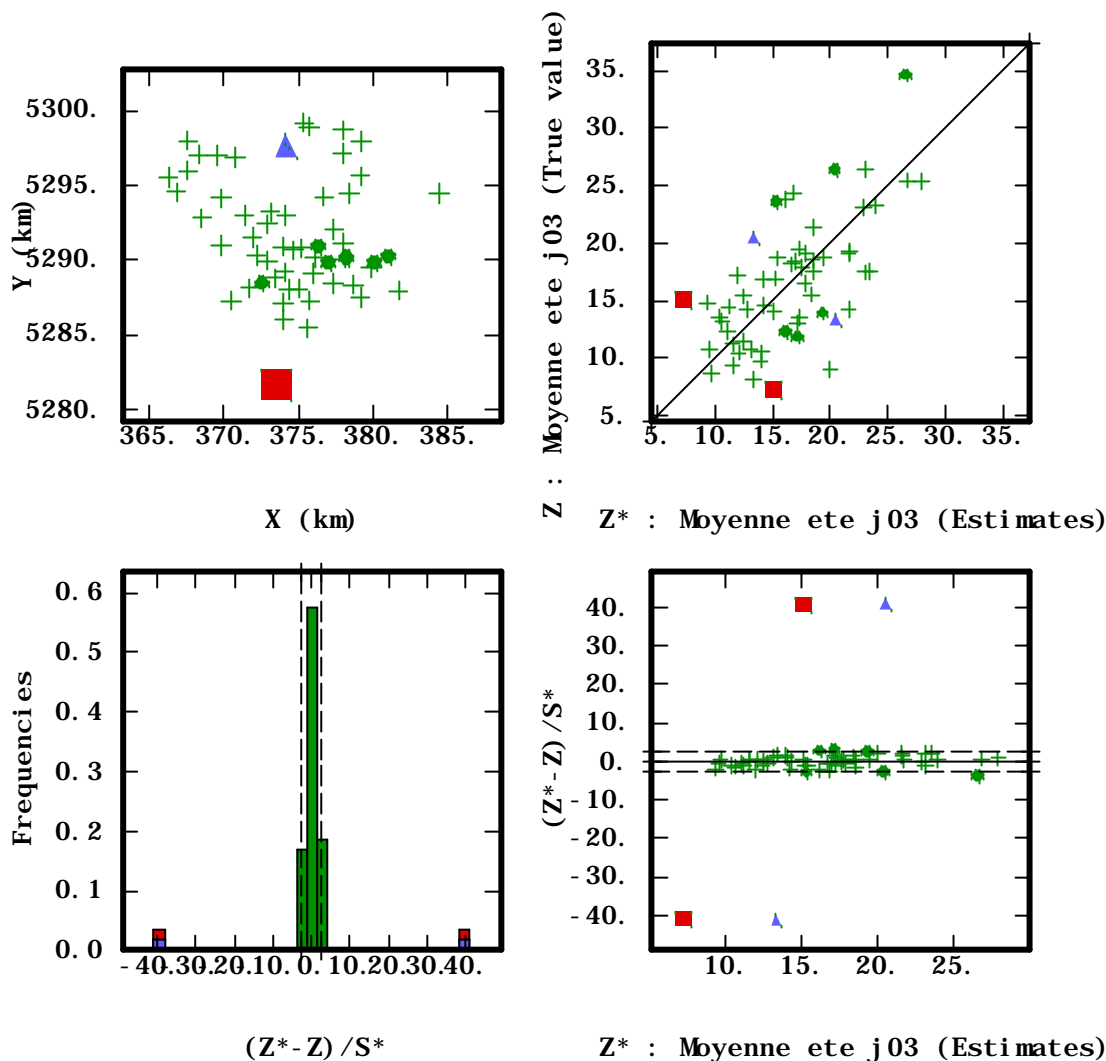 5300.
5295.
5290.
5285.
5280.
Y (km)
365. 370. 375. 380. 385.
X (km)
35.
30.
25.
20.
15.
10.
5.
Z : Moyenne ete j03 (True value)
5. 10. 15. 20. 25. 30. 35.
Z* : Moyenne ete j03 (Estimates)
0.6
0.5
0.4
0.3
0.2
0.1
0.0
Frequencies
-40.-30.-20.-10. 0. 10. 20. 30. 40.
(Z*-Z)/S*
40.
30.
20.
10.
0.
-10.
-20.
-30.
-40.
(Z*-Z)/S*
10. 15. 20. 25.
Z* : Moyenne ete j03 (Estimates)